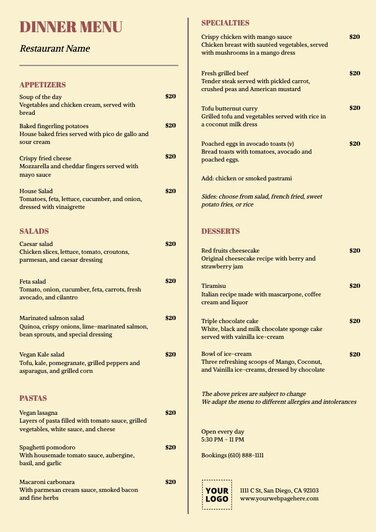 DINNER MENU
Restaurant Name
APPETIZERS
Soup of the day $20
Vegetables and chicken cream, served with
bread
Baked fingerling potatoes $20
House baked fries served with pico de gallo and
sour cream
Crispy fried cheese $20
Mozzarella and cheddar fingers served with
mayo sauce
House Salad $20
Tomatoes, feta, lettuce, cucumber, and onion,
dressed with vinaigrette
SALADS
Caesar salad $20
Chicken slices, lettuce, tomato, croutons,
parmesan, and caesar dressing
Feta salad $20
Tomato, onion, cucumber, feta, carrots, fresh
avocado, and cilantro
Marinated salmon salad $20
Quinoa, crispy onions, lime-marinated salmon,
bean sprouts, and special dressing
Vegan Kale salad $20
Tofu, kale, pomegranate, grilled peppers and
asparagus, and grilled corn
PASTAS
Vegan lasagna $20
Layers of pasta filled with tomato sauce, grilled
vegetables, white sauce, and cheese
Spaghetti pomodoro $20
With housemade tomato sauce, aubergine,
basil, and garlic
Macaroni carbonara $20
With parmesan cream sauce, smoked bacon
and fine herbs
SPECIALTIES
Crispy chicken with mango sauce $20
Chicken breast with sautéed vegetables, served
with mushrooms in a mango dress
Fresh grilled beef $20
Tender steak served with pickled carrot,
crushed peas and American mustard
Tofu butternut curry $20
Grilled tofu and vegetables served with rice in
a coconut milk dress
Poached eggs in avocado toasts (v) $20
Bread toasts with tomatoes, avocado and
poached eggs.
Add: chicken or smoked pastrami
Sides: choose from salad, french fried, sweet
potato fries, or rice
DESSERTS
Red fruits cheesecake $20
Original cheesecake recipe with berry and
strawberry jam
Tiramisu $20
Italian recipe made with mascarpone, coffee
cream and liquor
Triple chocolate cake $20
White, black and milk chocolate sponge cake
served with vainilla ice-cream
Bowl of ice-cream $20
Three refreshing scoops of Mango, Coconut,
and Vainilla ice-creams, dressed by chocolate
The above prices are subject to change
We adapt the menu to different allergies and intolerances
Open every day
5:30 PM - 11 PM
Bookings (610) 888-1111
YOUR
LOGO
1111 C St, San Diego, CA 92103
www.yourwebpagehere.com